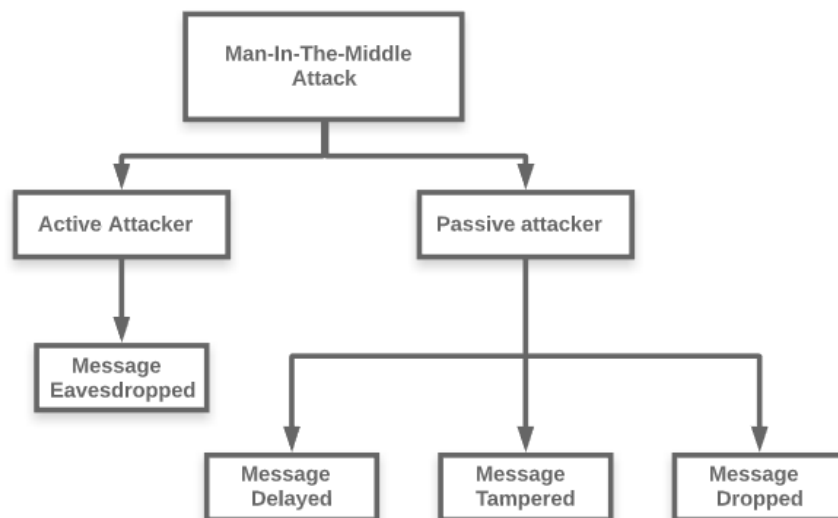 Man-In-The-Middle
Attack
Active Attacker
Passive attacker
Message
Eavesdropped
Message
Delayed
Message
Tampered
Message
Dropped